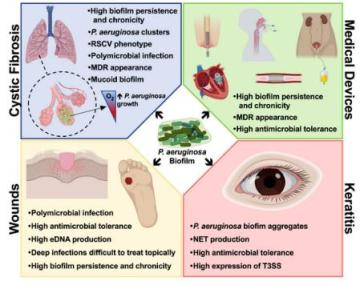 Cystic Fibrosis
•High biofilm persistence
and chronicity
•P. aeruginosa clusters
•RSCV phenotype
•Polymicrobial infection
•MDR appearance
•Mucoid biofilm
O₂
↑ P. aeruginosa
growth
Medical Devices
•High biofilm persistence
and chronicity
•MDR appearance
•High antimicrobial tolerance
P. aeruginosa
Biofilm
Wounds
•Polymicrobial infection
•High antimicrobial tolerance
•High eDNA production
•Deep infections difficult to treat topically
•High biofilm persistence and chronicity
Keratitis
•P. aeruginosa biofim aggregates
•NET production
•High antimicrobial tolerance
•High expression of T3SS